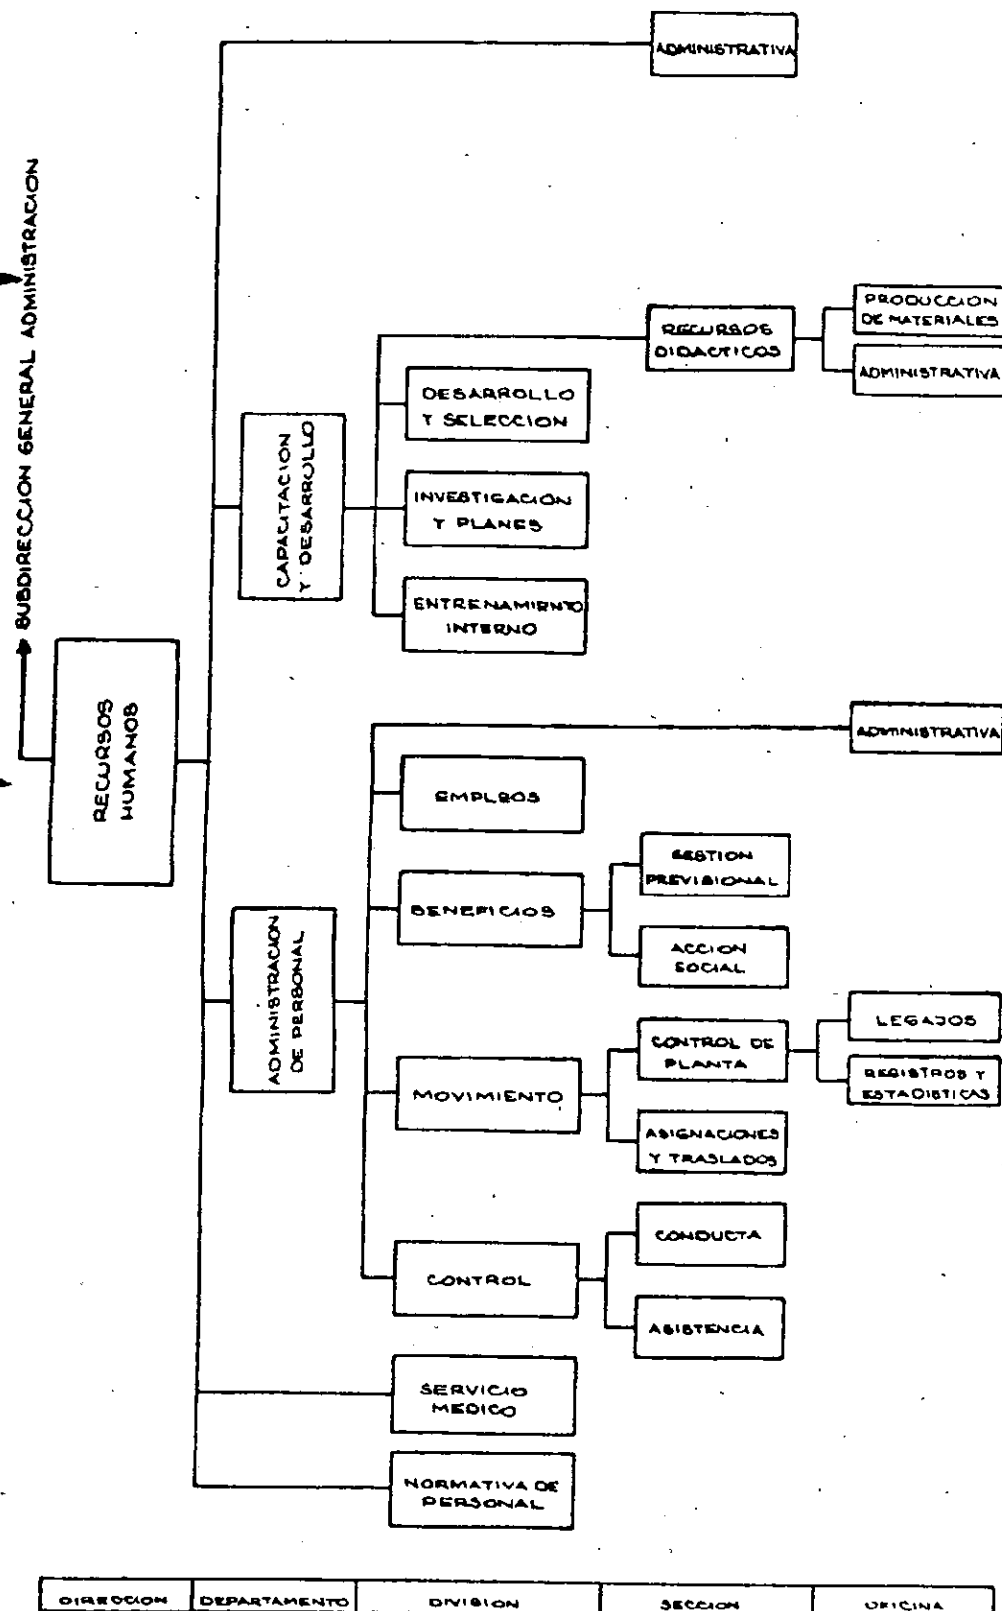 SUBDIRECCION GENERAL ADMINISTRACION
RECURSOS
HUMANOS
ADMINISTRATIVA
CAPACITACION
Y DESARROLLO
RECURSOS
DIDACTICOS
PRODUCCION
DE MATERIALES
ADMINISTRATIVA
DESARROLLO
Y SELECCION
INVESTIGACION
Y PLANES
ENTRENAMIENTO
INTERNO
ADMINISTRACION
DE PERSONAL
ADMINISTRATIVA
EMPLEOS
BENEFICIOS
GESTION
PREVISIONAL
ACCION
SOCIAL
MOVIMIENTO
CONTROL DE
PLANTA
LEGAJOS
REGISTROS Y
ESTADISTICAS
ASIGNACIONES
Y TRASLADOS
CONTROL
CONDUCTA
ASISTENCIA
SERVICIO
MEDICO
NORMATIVA DE
PERSONAL
DIRECCION DEPARTAMENTO DIVISION SECCION OFICINA